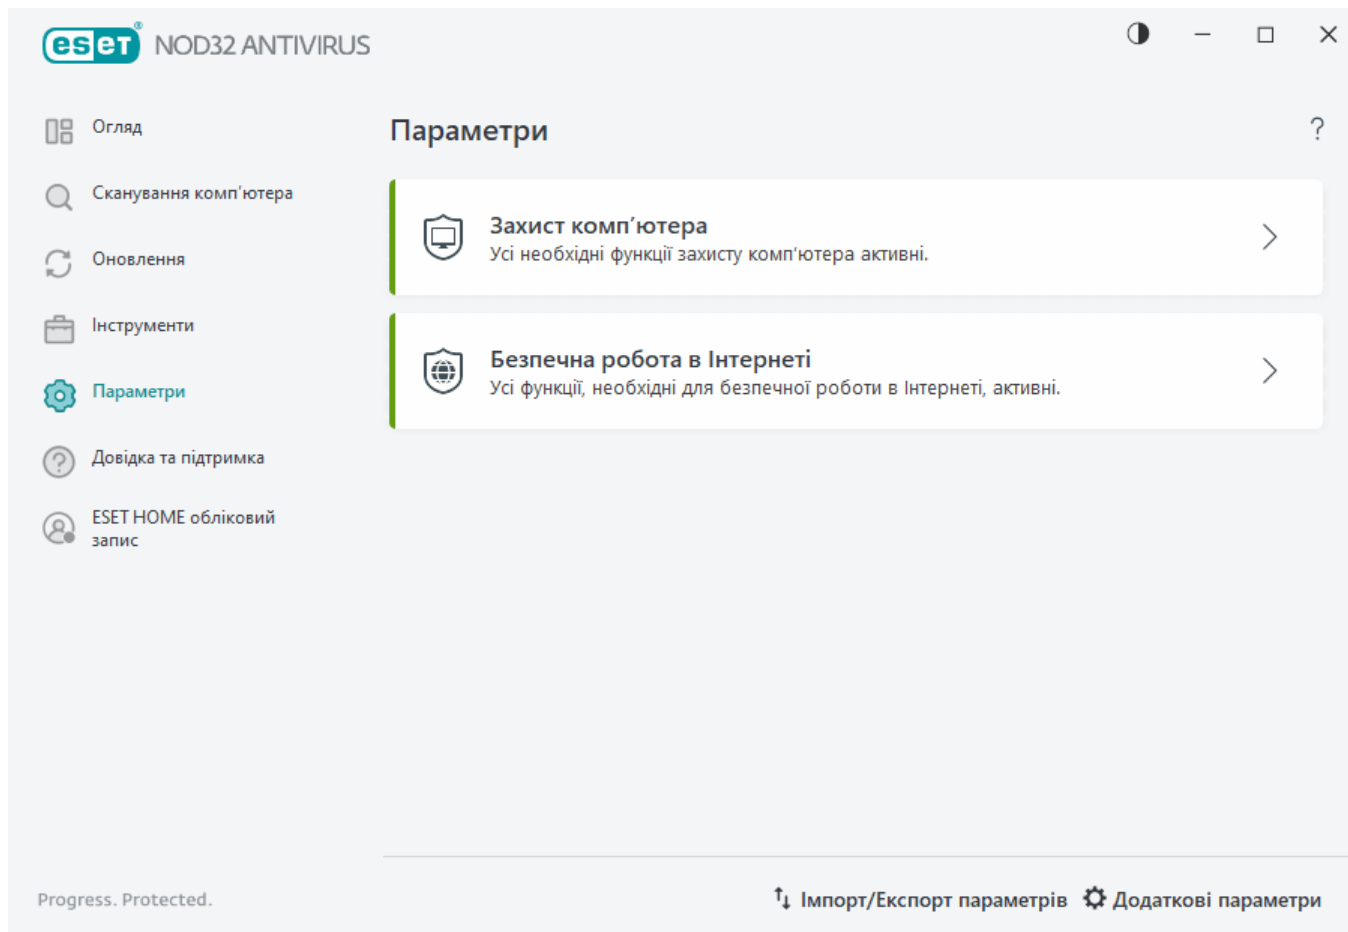 eset® NOD32 ANTIVIRUS
Огляд
Сканування комп'ютера
Оновлення
Інструменти
Параметри
Довідка та підтримка
ESET HOME обліковий
запис
Параметри
?
Захист комп'ютера
Усі необхідні функції захисту комп'ютера активні.
Безпечна робота в Інтернеті
Усі функції, необхідні для безпечної роботи в Інтернеті, активні.
Progress. Protected.
Імпорт/Експорт параметрів Додаткові параметри